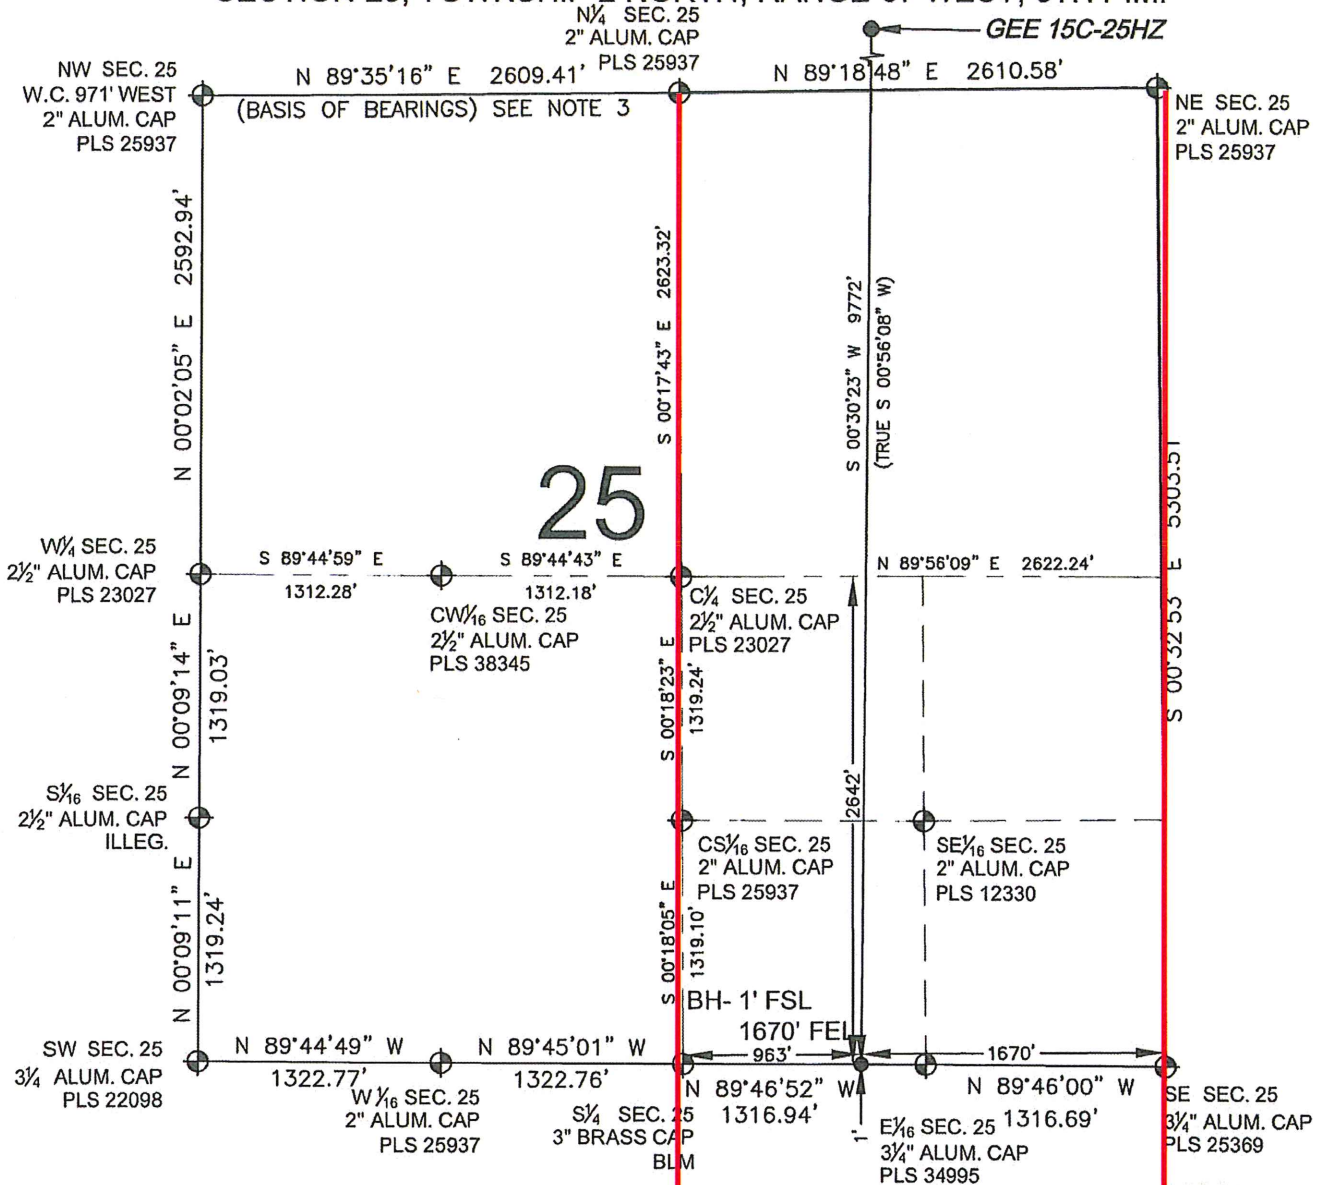 N¼ SEC. 25
2" ALUM. CAP
PLS 25937
GEE 15C-25HZ
NW SEC. 25
W.C. 971' WEST
2" ALUM. CAP
PLS 25937
N 89°35'16" E 2609.41'
(BASIS OF BEARINGS) SEE NOTE 3
N 89°18'48" E 2610.58'
NE SEC. 25
2" ALUM. CAP
PLS 25937
N 00°02'05" E 2592.94'
S 00°17'43" E 2623.32'
S 00°30'23" W 9772'
(TRUE S 00°56'08" W)
S 00°32'53 E 5303.51
25
W¼ SEC. 25
2½" ALUM. CAP
PLS 23027
S 89°44'59" E
1312.28'
S 89°44'43" E
1312.18'
N 89°56'09" E 2622.24'
CW⅟₁₆ SEC. 25
2½" ALUM. CAP
PLS 38345
C¼ SEC. 25
2½" ALUM. CAP
PLS 23027
N 00°09'14" E
1319.03'
S 00°18'23" E
1319.24'
2642'
S⅟₁₆ SEC. 25
2½" ALUM. CAP
ILLEG.
CS⅟₁₆ SEC. 25
2" ALUM. CAP
PLS 25937
SE⅟₁₆ SEC. 25
2" ALUM. CAP
PLS 12330
N 00°09'11" E
1319.24'
S 00°18'05" E
1319.10'
BH- 1' FSL
1670' FEL
SW SEC. 25
3¼ ALUM. CAP
PLS 22098
N 89°44'49" W
1322.77'
N 89°45'01" W
1322.76'
963'
1670'
N 89°46'52" W
1316.94'
N 89°46'00" W
1316.69'
W⅟₁₆ SEC. 25
2" ALUM. CAP
PLS 25937
S¼ SEC. 25
3" BRASS CAP
BLM
1'
E⅟₁₆ SEC. 25
3¼" ALUM. CAP
PLS 34995
SE SEC. 25
3¼" ALUM. CAP
PLS 25369